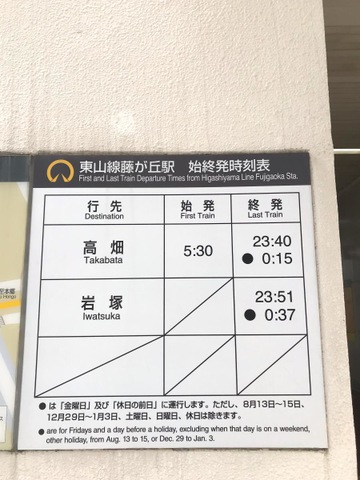 東山線藤が丘駅 始終発時刻表
First and Last Train Departure Times from Higashiyama Line Fujigaoka Sta.
行先 始発 終発
Destination First Train Last Train
高畑 5:30 23:40
Takabata ● 0:15
岩塚 23:51
Iwatsuka ● 0:37
●は「金曜日」及び「休日の前日」に運行します。ただし、8月13日〜15日、
12月29日〜1月3日、土曜日、日曜日、休日は除きます。
● are for Fridays and a day before a holiday, excluding when that day is on a weekend,
other holiday, from Aug. 13 to 15, or Dec. 29 to Jan. 3.